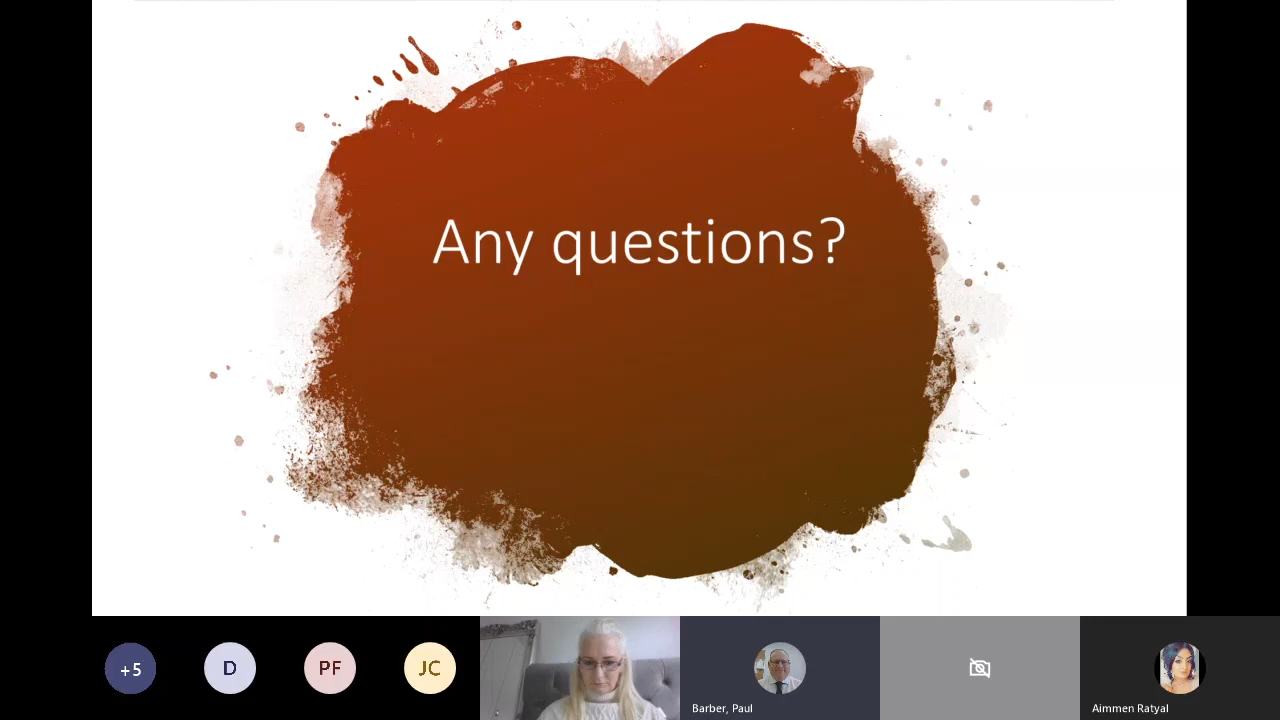 Any questions?
+5
D
PF
JC
Barber, Paul
Aimmen Ratyal